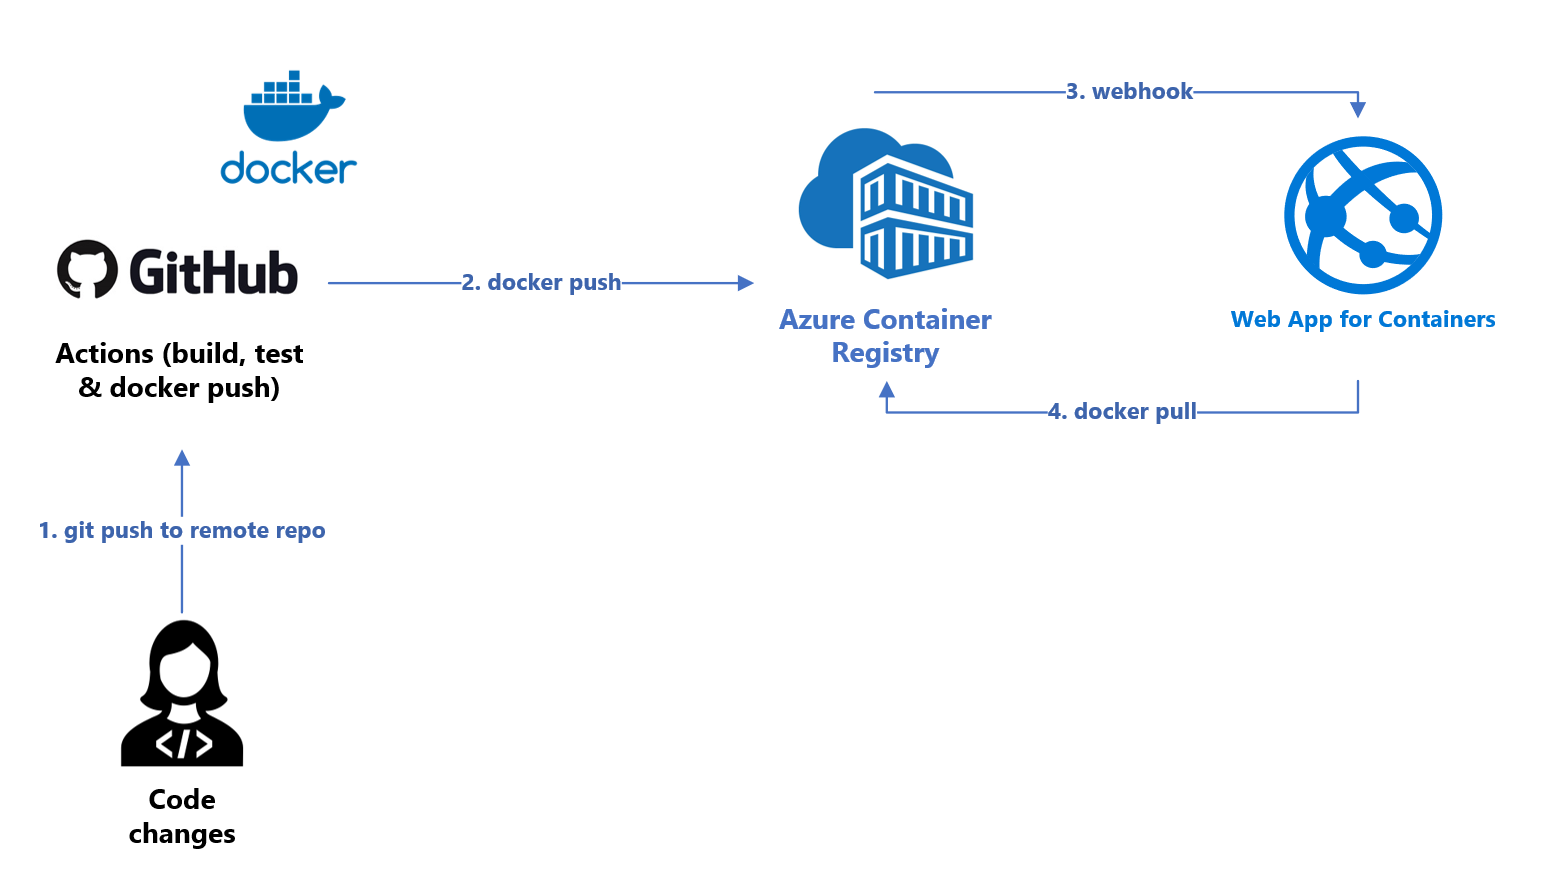 docker
3. webhook
GitHub
2. docker push
Azure Container
Registry
Web App for Containers
Actions (build, test
& docker push)
4. docker pull
1. git push to remote repo
</>
Code
changes